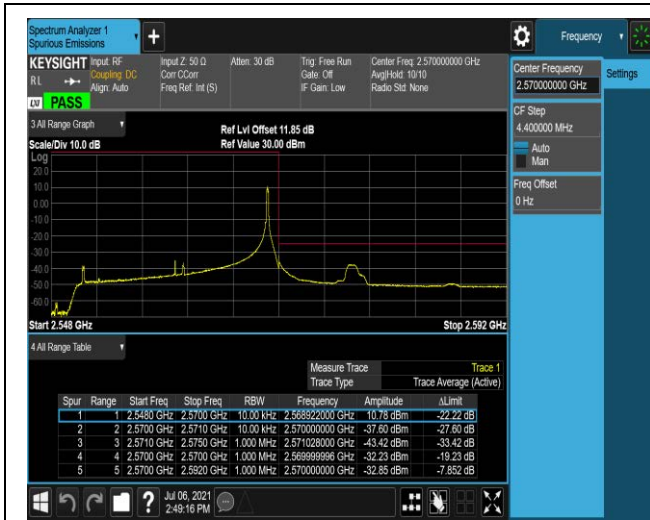 Spectrum Analyzer 1
Spurious Emissions
Frequency
KEYSIGHT Input: RF Input Z: 50 Ω Atten: 30 dB Trig: Free Run Center Freq: 2.570000000 GHz
RL Coupling: DC Corr CCorr Gate: Off Avg|Hold: 10/10
Align: Auto Freq Ref: Int (S) IF Gain: Low Radio Std: None
LXI PASS
Center Frequency
2.570000000 GHz
Settings
CF Step
4.400000 MHz
Auto
Man
Freq Offset
0 Hz
3 All Range Graph
Ref Lvl Offset 11.85 dB
Scale/Div 10.0 dB Ref Value 30.00 dBm
Log
20.0
10.0
0.00
-10.0
-20.0
-30.0
-40.0
-50.0
-60.0
Start 2.548 GHz Stop 2.592 GHz
4 All Range Table
Measure Trace Trace 1
Trace Type Trace Average (Active)
Spur Range Start Freq Stop Freq RBW Frequency Amplitude ΔLimit
1 1 2.5480 GHz 2.5700 GHz 10.00 kHz 2.568922000 GHz 10.78 dBm -22.22 dB
2 2 2.5700 GHz 2.5710 GHz 10.00 kHz 2.570000000 GHz -37.60 dBm -27.60 dB
3 3 2.5710 GHz 2.5750 GHz 1.000 MHz 2.571028000 GHz -43.42 dBm -33.42 dB
4 4 2.5700 GHz 2.5700 GHz 1.000 MHz 2.569999996 GHz -32.23 dBm -19.23 dB
5 5 2.5700 GHz 2.5920 GHz 1.000 MHz 2.570000000 GHz -32.85 dBm -7.852 dB
? Jul 06, 2021
2:49:16 PM